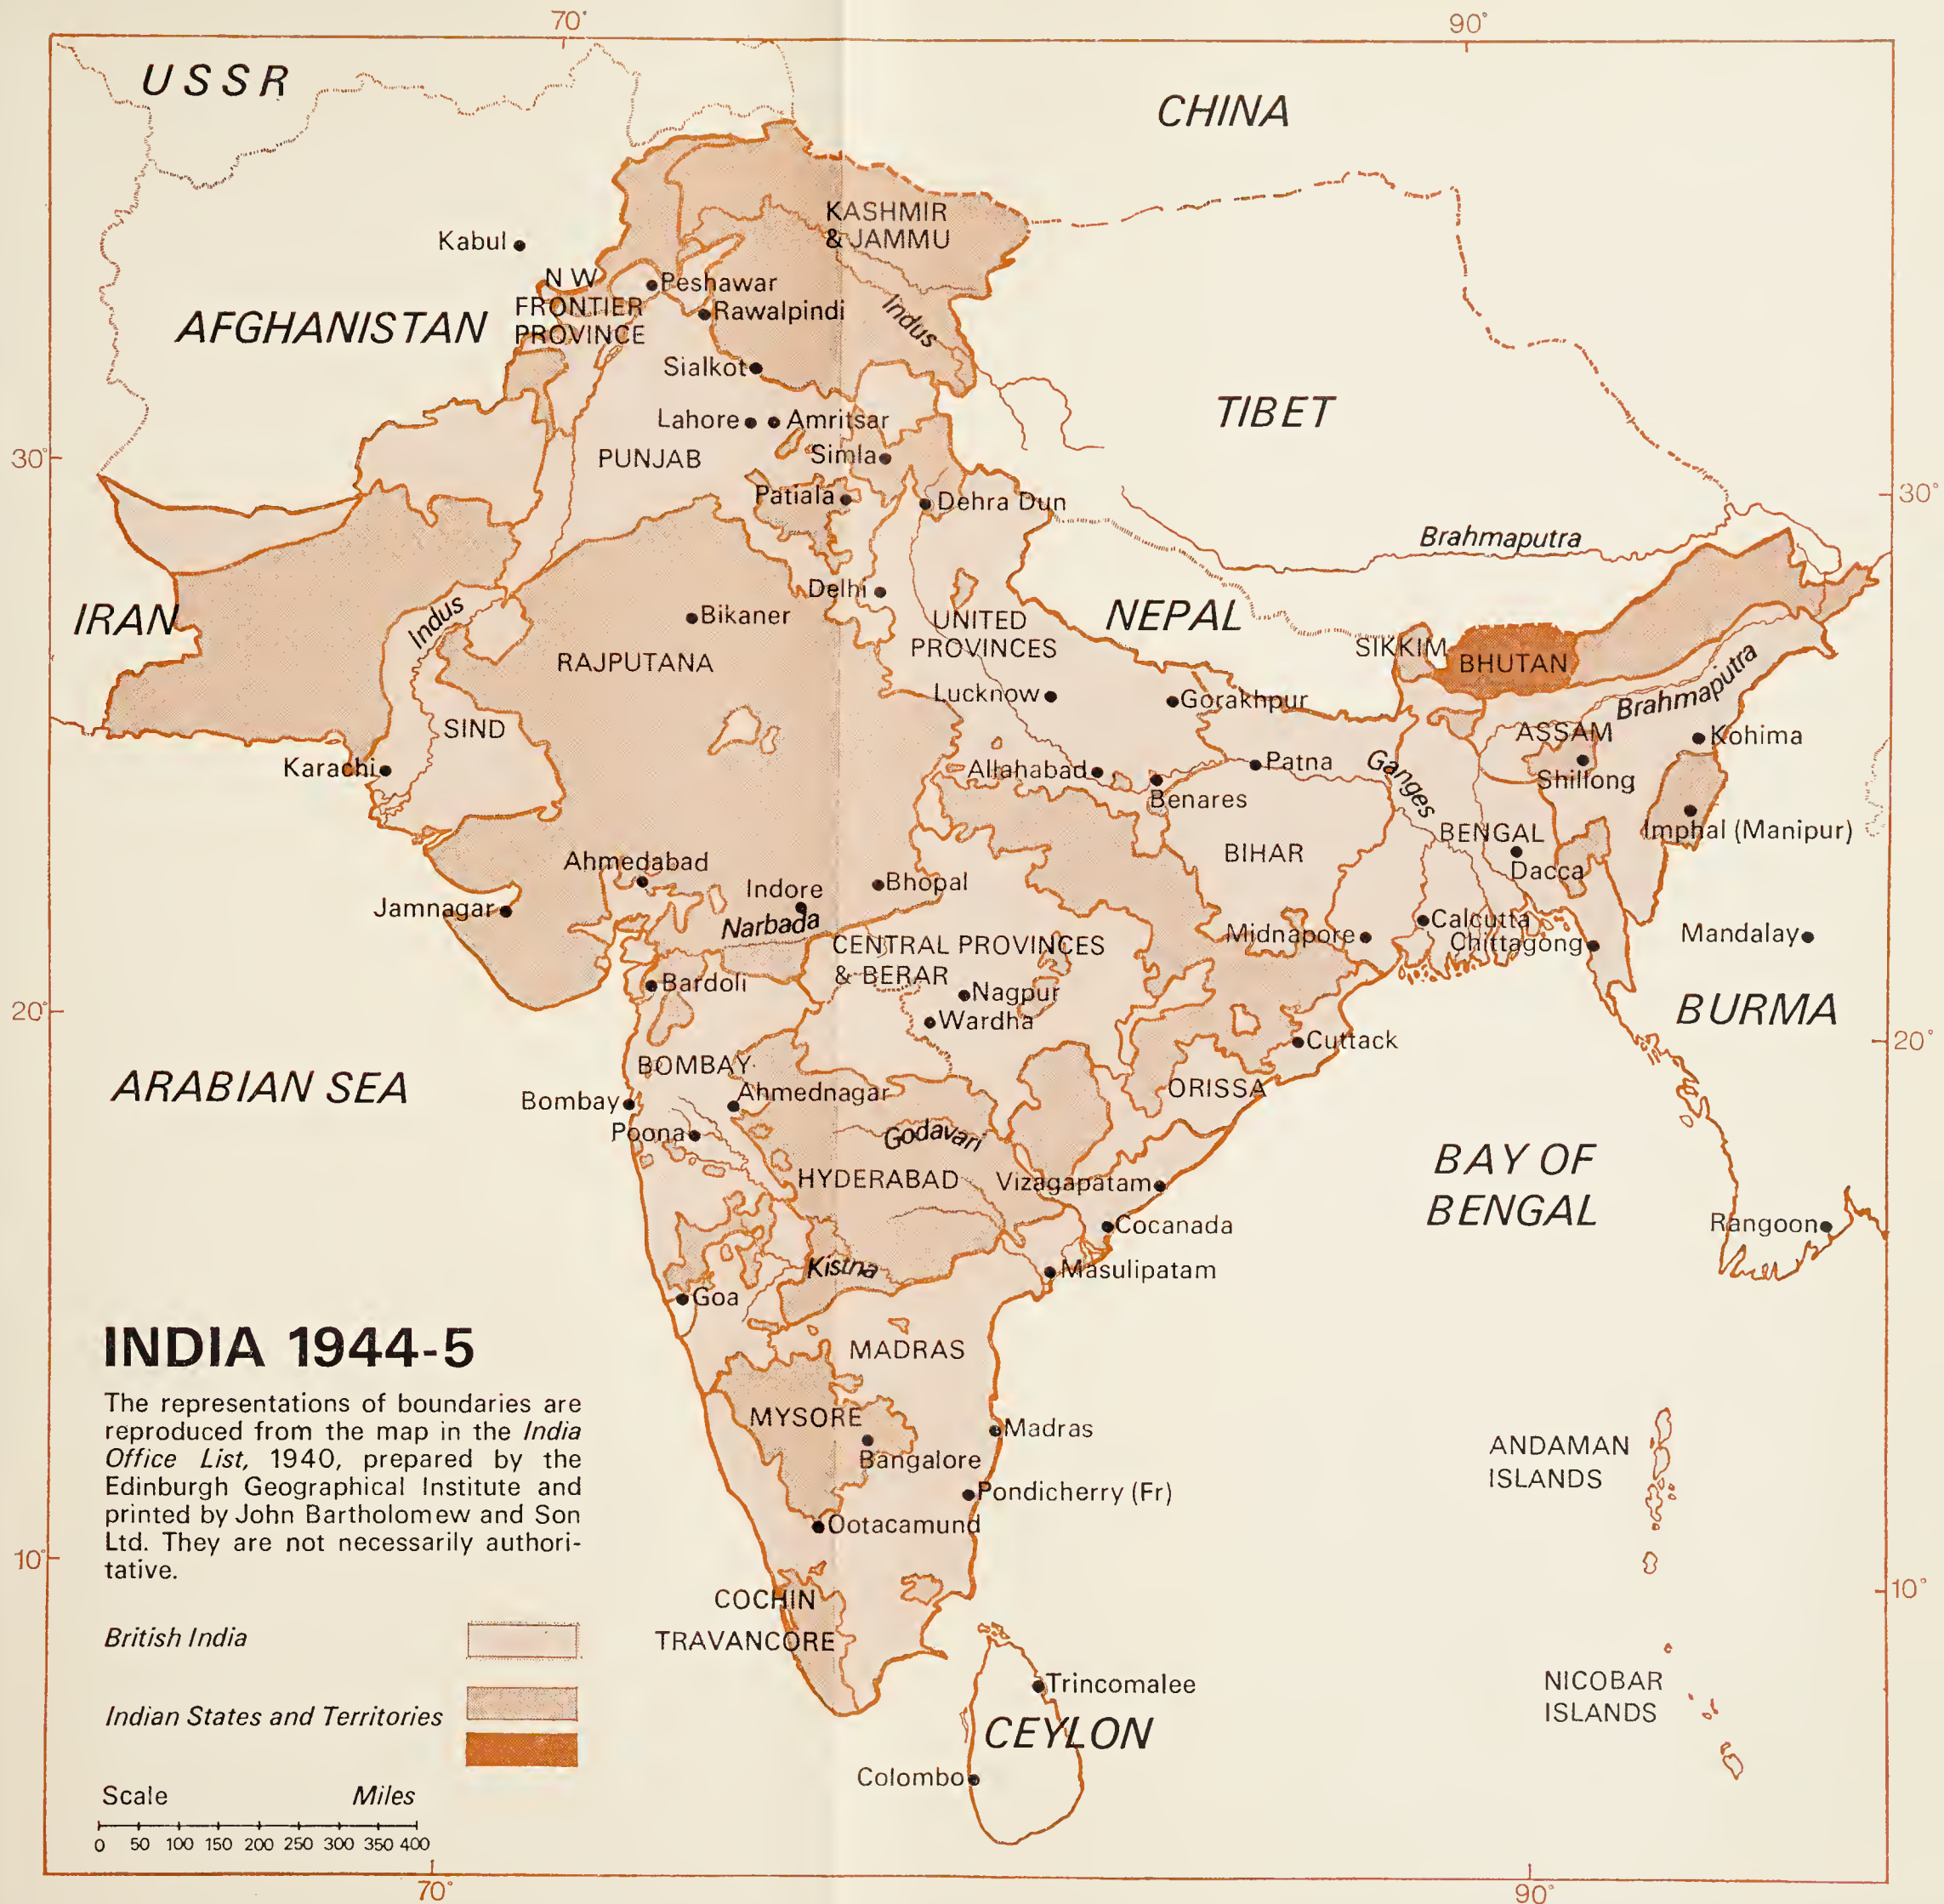 70°
90°
USSR
CHINA
KASHMIR
& JAMMU
Kabul
N W
FRONTIER
PROVINCE
Peshawar
Rawalpindi
Indus
AFGHANISTAN
Sialkot
TIBET
Lahore
Amritsar
30°
PUNJAB
Simla
30°
Patiala
Dehra Dun
Brahmaputra
Delhi
IRAN
Indus
Bikaner
UNITED
PROVINCES
NEPAL
SIKKIM
BHUTAN
RAJPUTANA
Brahmaputra
Lucknow
Gorakhpur
SIND
ASSAM
Kohima
Karachi
Allahabad
Patna
Ganges
Shillong
Benares
Imphal (Manipur)
BENGAL
BIHAR
Dacca
Ahmedabad
Indore
Bhopal
Jamnagar
Narbada
Calcutta
Midnapore
Chittagong
Mandalay
CENTRAL PROVINCES
& BERAR
Bardoli
Nagpur
Wardha
20°
BURMA
20°
Cuttack
BOMBAY
ARABIAN SEA
Ahmednagar
ORISSA
Bombay
Poona
Godavari
BAY OF
BENGAL
HYDERABAD
Vizagapatam
Cocanada
Rangoon
Kistna
Masulipatam
Goa
INDIA 1944-5
MADRAS
The representations of boundaries are
reproduced from the map in the India
Office List, 1940, prepared by the
Edinburgh Geographical Institute and
printed by John Bartholomew and Son
Ltd. They are not necessarily authori-
tative.
MYSORE
Madras
Bangalore
ANDAMAN
ISLANDS
Pondicherry (Fr)
Ootacamund
10°
10°
COCHIN
TRAVANCORE
British India
Trincomalee
NICOBAR
ISLANDS
Indian States and Territories
CEYLON
Colombo
Scale Miles
0 50 100 150 200 250 300 350 400
70°
90°